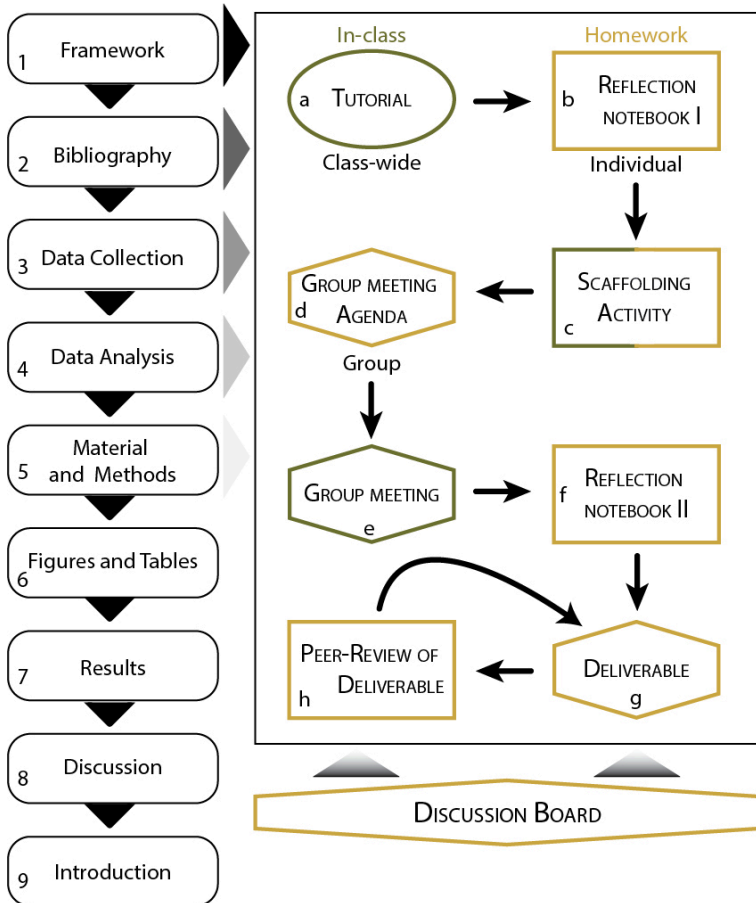 1 Framework
2 Bibliography
3 Data Collection
4 Data Analysis
Material
5 and Methods
Figures and Tables
6
Results
7
Discussion
8
Introduction
9
In-class
Homework
a TUTORIAL
Class-wide
b REFLECTION
NOTEBOOK I
Individual
SCAFFOLDING
ACTIVITY
c
GROUP MEETING
d AGENDA
Group
GROUP MEETING
e
f REFLECTION
NOTEBOOK II
DELIVERABLE
g
PEER-REVIEW OF
h DELIVERABLE
DISCUSSION BOARD